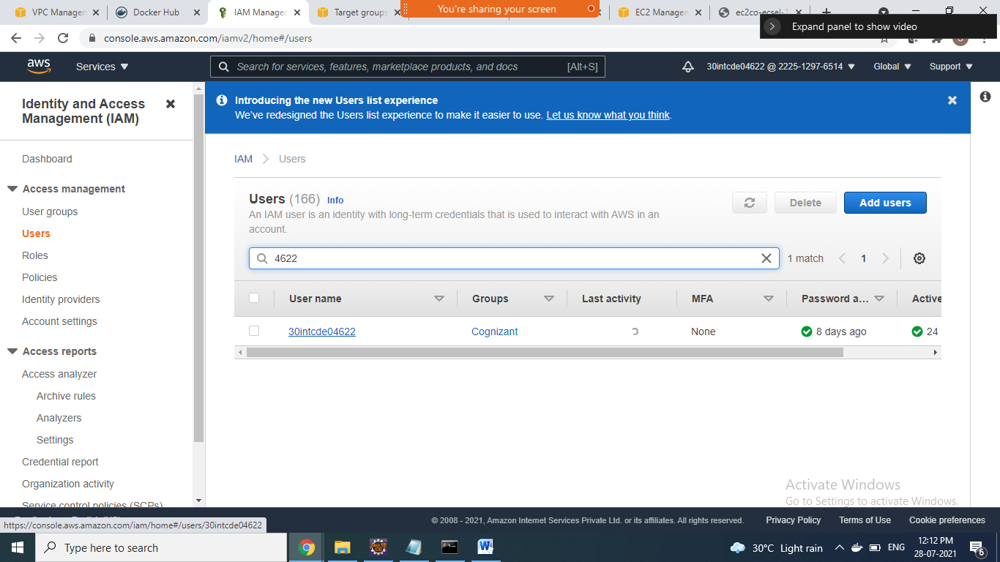 VPC Managem
Docker Hub
IAM Manager
Target groups
You're sharing your screen
EC2 Managem
ec2co-ecsel-1
Expand panel to show video
console.aws.amazon.com/iamv2/home#/users
aws
Services
Search for services, features, marketplace products, and docs [Alt+S]
30intcde04622 @ 2225-1297-6514
Global
Support
Identity and Access
Management (IAM)
Introducing the new Users list experience
We've redesigned the Users list experience to make it easier to use. Let us know what you think.
Dashboard
Access management
User groups
Users
Roles
Policies
Identity providers
Account settings
Access reports
Access analyzer
Archive rules
Analyzers
Settings
Credential report
Organization activity
Service control policies (SCPs)
IAM > Users
Users (166) Info
An IAM user is an identity with long-term credentials that is used to interact with AWS in an
account.
Delete
Add users
4622
1 match
1
User name Groups Last activity MFA Password a... Active
30intcde04622 Cognizant None 8 days ago 24
Activate Windows
Go to Settings to activate Windows.
https://console.aws.amazon.com/iam/home#/users/30intcde04622
© 2008 - 2021, Amazon Internet Services Private Ltd. or its affiliates. All rights reserved.
Privacy Policy
Terms of Use
Cookie preferences
Type here to search
30°C Light rain
ENG
12:12 PM
28-07-2021
6